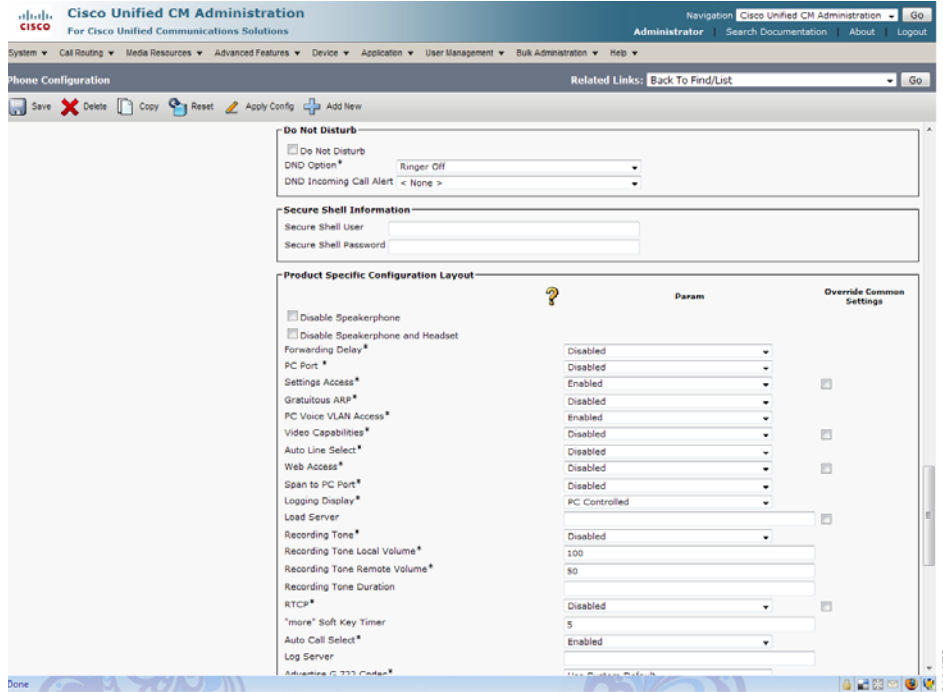 cisco
Cisco Unified CM Administration
For Cisco Unified Communications Solutions
Navigation Cisco Unified CM Administration Go
Administrator | Search Documentation | About | Logout
System Call Routing Media Resources Advanced Features Device Application User Management Bulk Administration Help
Phone Configuration
Related Links: Back To Find/List Go
Save Delete Copy Reset Apply Config Add New
Do Not Disturb
Do Not Disturb
DND Option* Ringer Off
DND Incoming Call Alert < None >
Secure Shell Information
Secure Shell User
Secure Shell Password
Product Specific Configuration Layout
? Param Override Common Settings
Disable Speakerphone
Disable Speakerphone and Headset
Forwarding Delay* Disabled
PC Port * Disabled
Settings Access* Enabled
Gratuitous ARP* Disabled
PC Voice VLAN Access* Enabled
Video Capabilities* Disabled
Auto Line Select* Disabled
Web Access* Disabled
Span to PC Port* Disabled
Logging Display* PC Controlled
Load Server
Recording Tone* Disabled
Recording Tone Local Volume* 100
Recording Tone Remote Volume* 50
Recording Tone Duration
RTCP* Disabled
"more" Soft Key Timer 5
Auto Call Select* Enabled
Log Server
Advertise G.722 Codec* Use System Default
Done